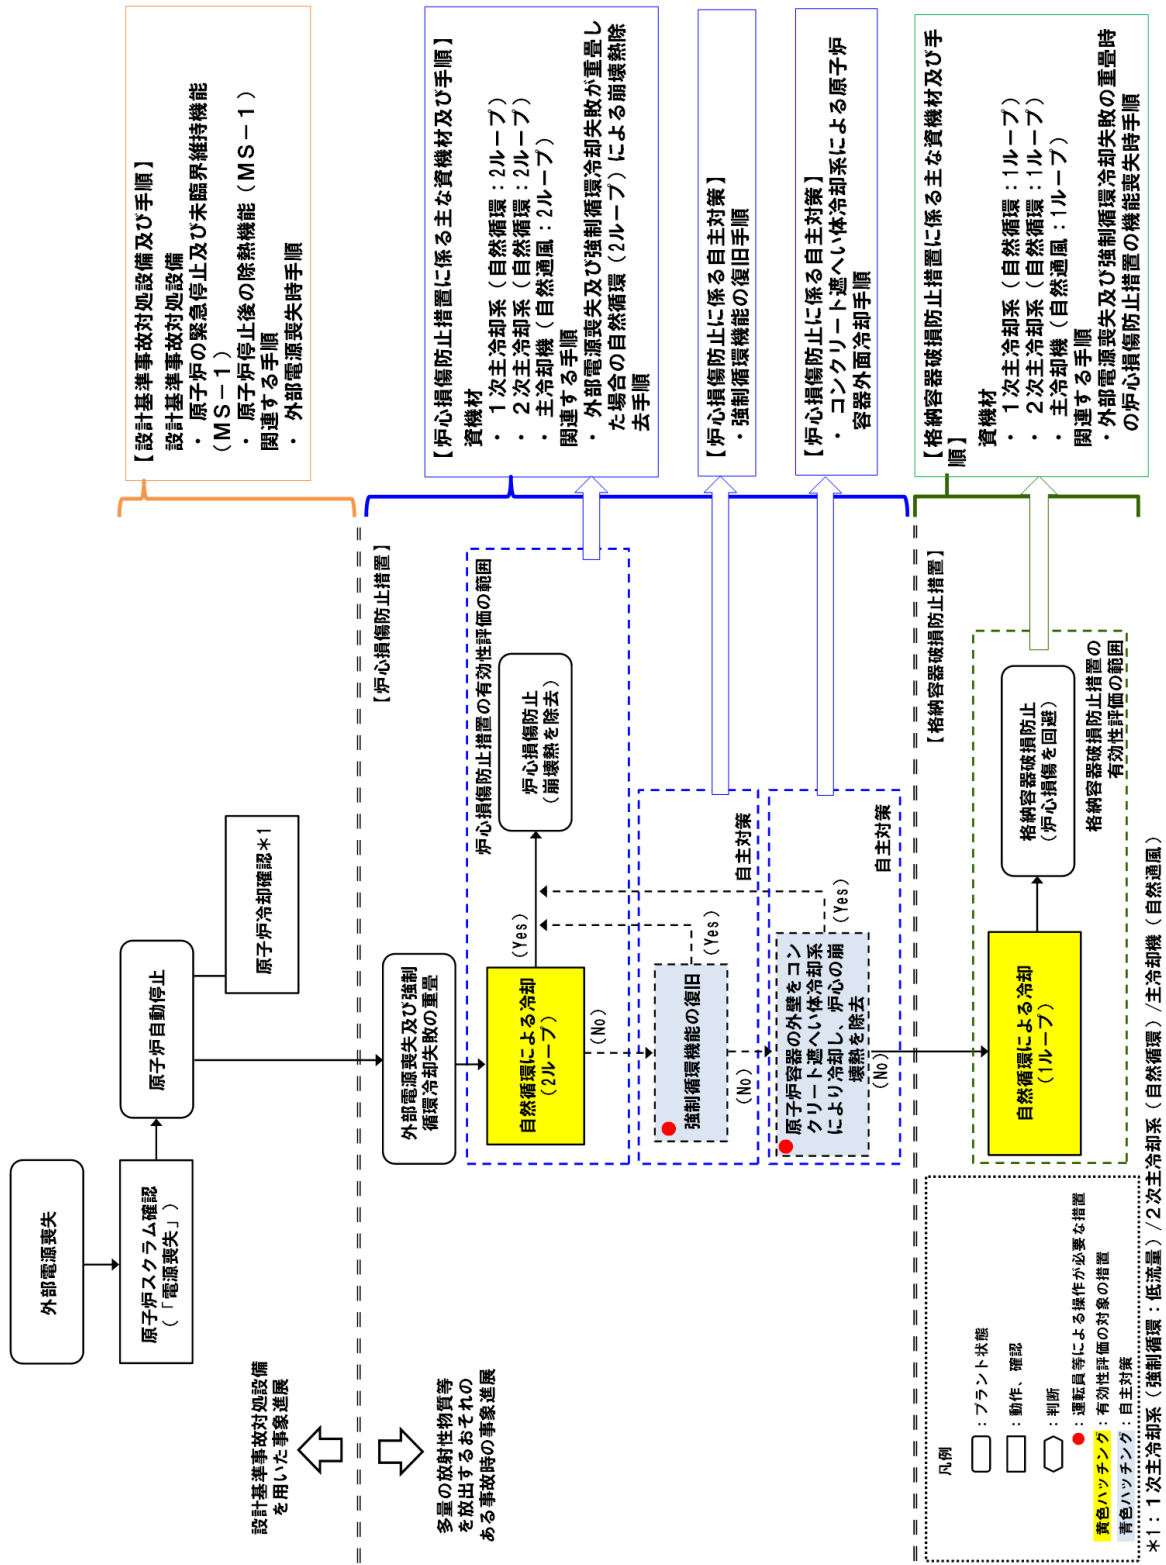 外部電源喪失
原子炉スクラム確認
(「電源喪失」)
原子炉自動停止
原子炉冷却確認＊1
【設計基準事故対処設備及び手順】
設計基準事故対処設備
・原子炉の緊急停止及び未臨界維持機能
(MS－1)
・原子炉停止後の除熱機能(MS－1)
関連する手順
・外部電源喪失時手順
設計基準事故対処設備
を用いた事象進展
多量の放射性物質等
を放出するおそれの
ある事故時の事象進展
【炉心損傷防止措置】
外部電源喪失及び強制
循環冷却失敗の重畳
炉心損傷防止措置の有効性評価の範囲
自然循環による冷却
(2ループ)
(Yes)
(No)
炉心損傷防止
(崩壊熱を除去)
強制循環機能の復旧
(Yes)
(No)
自主対策
原子炉容器の外壁をコン
クリート遮へい体冷却系
により冷却し、炉心の崩
壊熱を除去
(Yes)
(No)
自主対策
【炉心損傷防止措置に係る主な資機材及び手順】
資機材
・1次主冷却系(自然循環：2ループ)
・2次主冷却系(自然循環：2ループ)
・主冷却機(自然通風：2ループ)
関連する手順
・外部電源喪失及び強制循環冷却失敗が重畳し
た場合の自然循環(2ループ)による崩壊熱除
去手順
【炉心損傷防止に係る自主対策】
・強制循環機能の復旧手順
【炉心損傷防止に係る自主対策】
・コンクリート遮へい体冷却系による原子炉
容器外面冷却手順
【格納容器破損防止措置】
自然循環による冷却
(1ループ)
格納容器破損防止
(炉心損傷を回避)
格納容器破損防止措置の
有効性評価の範囲
【格納容器破損防止措置に係る主な資機材及び手
順】
資機材
・1次主冷却系(自然循環：1ループ)
・2次主冷却系(自然循環：1ループ)
・主冷却機(自然通風：1ループ)
関連する手順
・外部電源喪失及び強制循環冷却失敗の重畳時
の炉心損傷防止措置の機能喪失時手順
凡例
：プラント状態
：動作、確認
：判断
：運転員等による操作が必要な措置
黄色ハッチング：有効性評価の対象の措置
青色ハッチング：自主対策
＊1：1次主冷却系(強制循環：低流量)/2次主冷却系(自然循環)/主冷却機(自然通風)